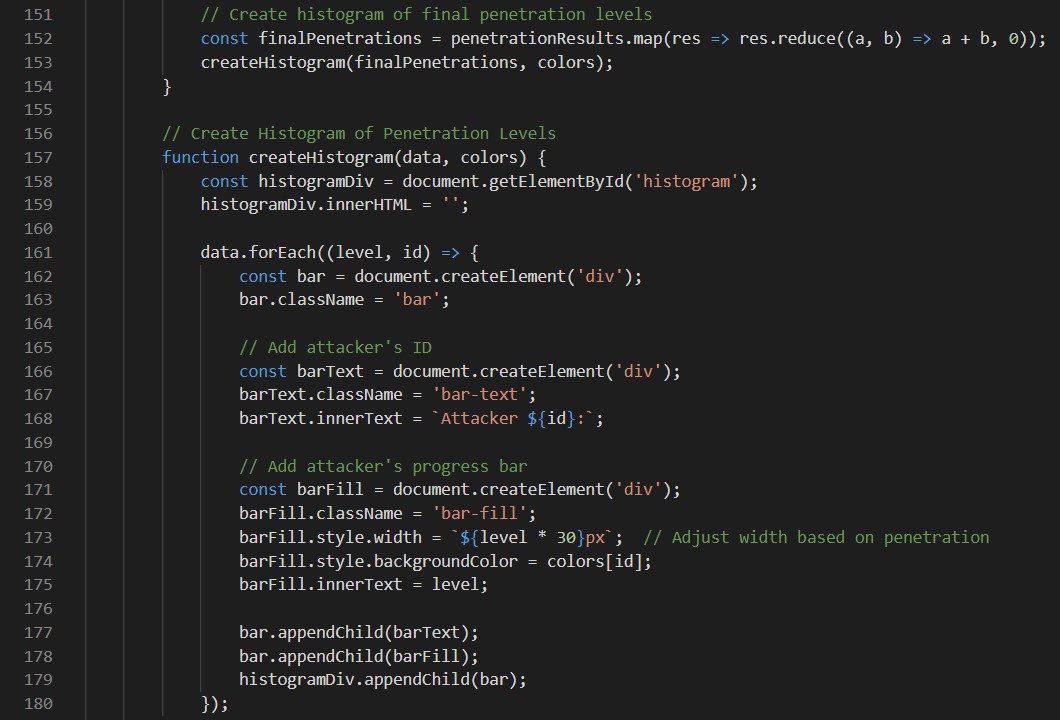 151 // Create histogram of final penetration levels
152 const finalPenetrations = penetrationResults.map(res => res.reduce((a, b) => a + b, 0));
153 createHistogram(finalPenetrations, colors);
154 }
155
156 // Create Histogram of Penetration Levels
157 function createHistogram(data, colors) {
158 const histogramDiv = document.getElementById('histogram');
159 histogramDiv.innerHTML = '';
160
161 data.forEach((level, id) => {
162 const bar = document.createElement('div');
163 bar.className = 'bar';
164
165 // Add attacker's ID
166 const barText = document.createElement('div');
167 barText.className = 'bar-text';
168 barText.innerText = `Attacker ${id}:`;
169
170 // Add attacker's progress bar
171 const barFill = document.createElement('div');
172 barFill.className = 'bar-fill';
173 barFill.style.width = `${level * 30}px`; // Adjust width based on penetration
174 barFill.style.backgroundColor = colors[id];
175 barFill.innerText = level;
176
177 bar.appendChild(barText);
178 bar.appendChild(barFill);
179 histogramDiv.appendChild(bar);
180 });